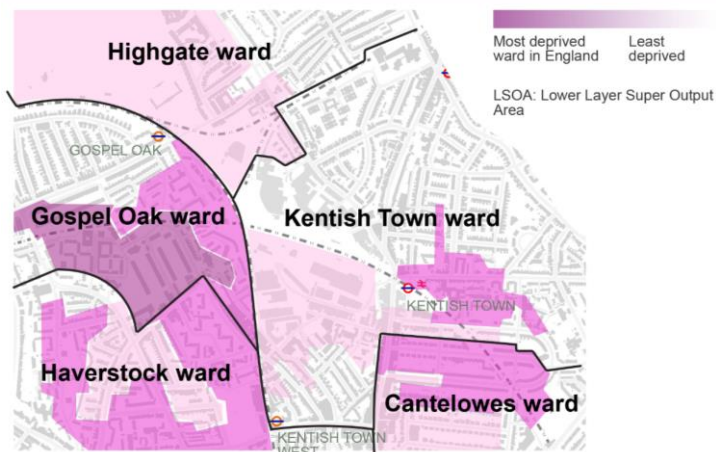 Highgate ward
Most deprived
ward in England
Least
deprived
LSOA: Lower Layer Super Output
Area
GOSPEL OAK
Gospel Oak ward
Kentish Town ward
KENTISH TOWN
Haverstock ward
Cantelowes ward
KENTISH TOWN
WEST